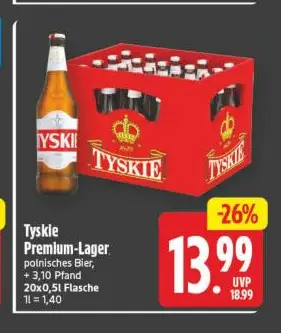 TYSKIE
TYSKIE
TYSKIE
-26%
Tyskie
Premium-Lager
polnisches Bier,
+ 3,10 Pfand
20x0,5l Flasche
1l = 1,40
13.99
UVP
18.99